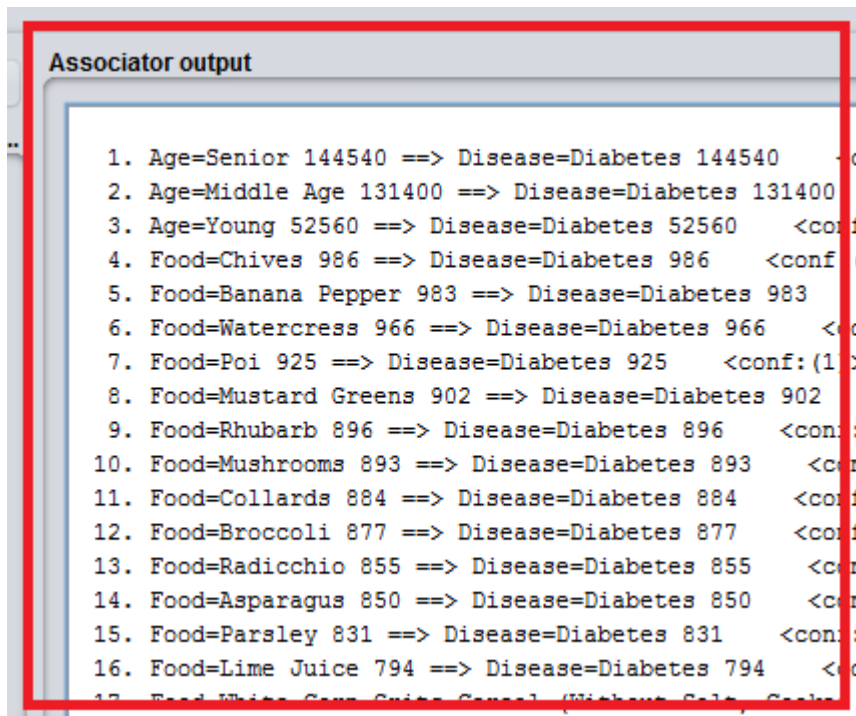 Associator output
1. Age=Senior 144540 ==> Disease=Diabetes 144540
2. Age=Middle Age 131400 ==> Disease=Diabetes 131400
3. Age=Young 52560 ==> Disease=Diabetes 52560 <conf
4. Food=Chives 986 ==> Disease=Diabetes 986 <conf
5. Food=Banana Pepper 983 ==> Disease=Diabetes 983
6. Food=Watercress 966 ==> Disease=Diabetes 966
7. Food=Poi 925 ==> Disease=Diabetes 925 <conf:(1)>
8. Food=Mustard Greens 902 ==> Disease=Diabetes 902
9. Food=Rhubarb 896 ==> Disease=Diabetes 896 <conf:
10. Food=Mushrooms 893 ==> Disease=Diabetes 893
11. Food=Collards 884 ==> Disease=Diabetes 884 <conf
12. Food=Broccoli 877 ==> Disease=Diabetes 877 <conf
13. Food=Radicchio 855 ==> Disease=Diabetes 855
14. Food=Asparagus 850 ==> Disease=Diabetes 850
15. Food=Parsley 831 ==> Disease=Diabetes 831 <conf:
16. Food=Lime Juice 794 ==> Disease=Diabetes 794